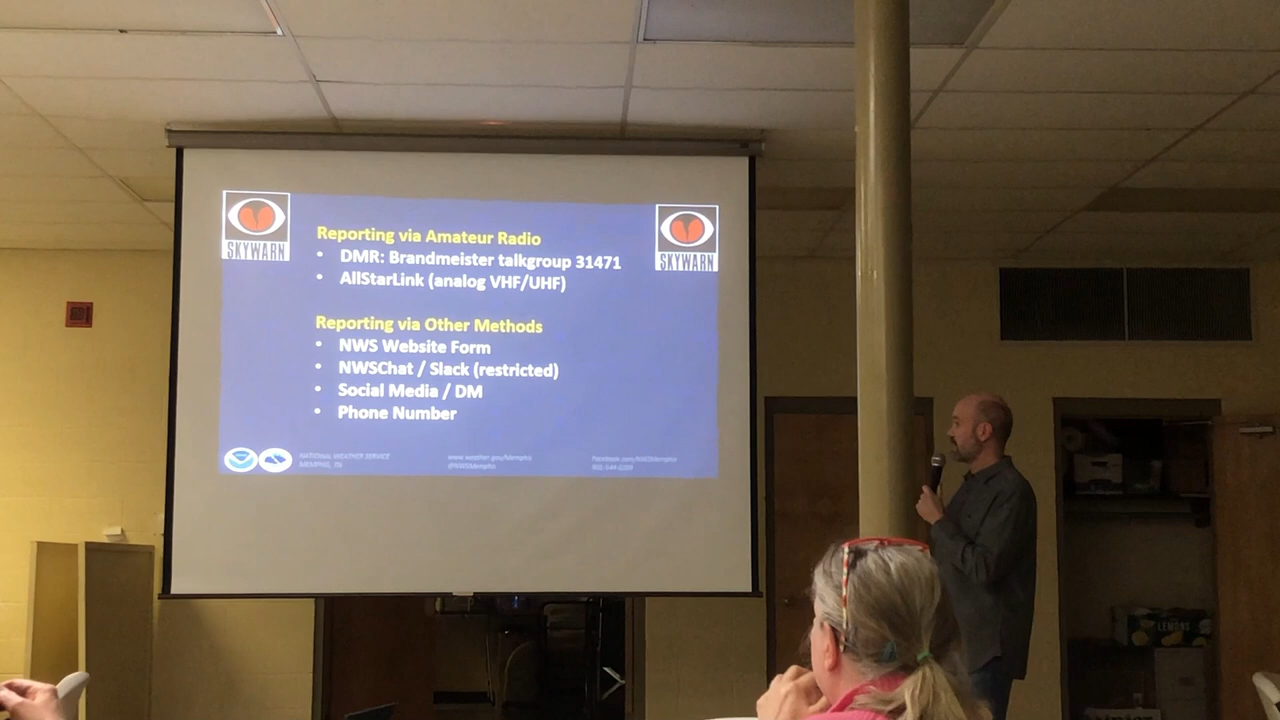 SKYWARN
SKYWARN
Reporting via Amateur Radio
• DMR: Brandmeister talkgroup 31471
• AllStarLink (analog VHF/UHF)
Reporting via Other Methods
• NWS Website Form
• NWSChat / Slack (restricted)
• Social Media / DM
• Phone Number
NATIONAL WEATHER SERVICE
MEMPHIS, TN
www.weather.gov/Memphis
@NWSMemphis
Facebook.com/NWSMemphis
LEMONS